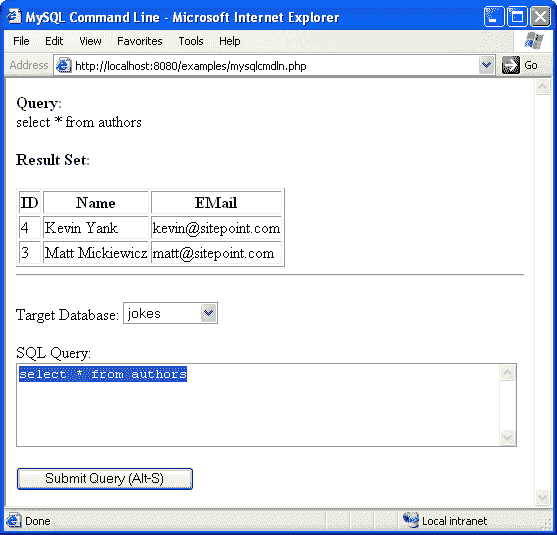 MySQL Command Line - Microsoft Internet Explorer
File Edit View Favorites Tools Help
Address http://localhost:8080/examples/mysqlcmdln.php Go
Query:
select * from authors
Result Set:
ID Name EMail
4 Kevin Yank kevin@sitepoint.com
3 Matt Mickiewicz matt@sitepoint.com
Target Database: jokes
SQL Query:
select * from authors
Submit Query (Alt-S)
Done Local intranet